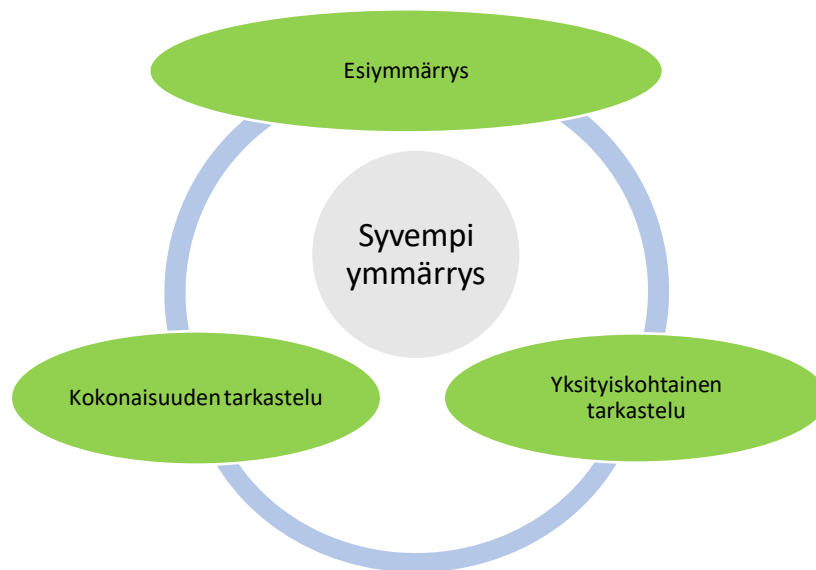 Esiymmärrys
Syvempi
ymmärrys
Kokonaisuuden tarkastelu
Yksityiskohtainen
tarkastelu